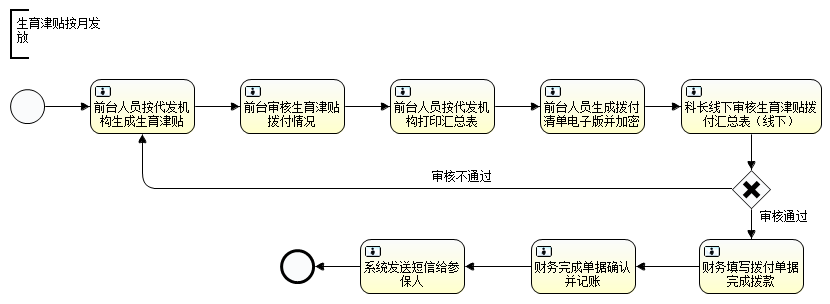 生育津贴按月发
放
前台人员按代发机
构生成生育津贴
前台审核生育津贴
拨付情况
前台人员按代发机
构打印汇总表
前台人员生成拨付
清单电子版并加密
科长线下审核生育津贴拨
付汇总表（线下）
审核不通过
审核通过
系统发送短信给参
保人
财务完成单据确认
并记账
财务填写拨付单据
完成拨款